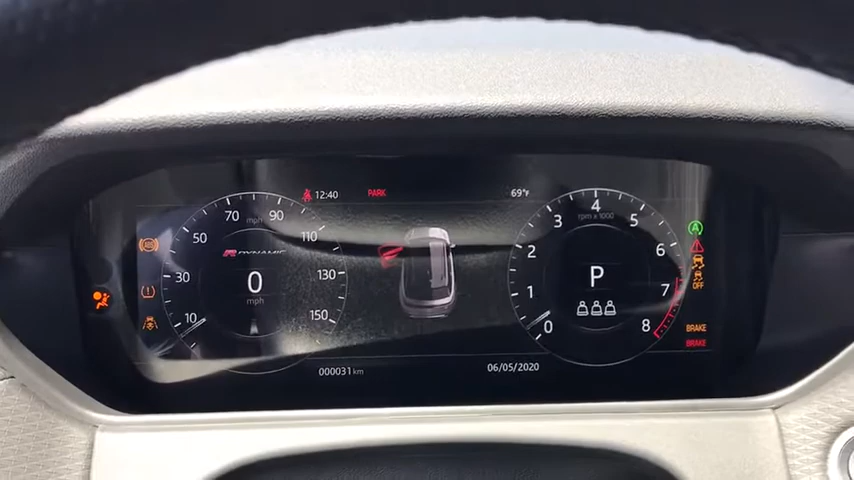 12:40
PARK
69°F
10
30
50
70
90
110
130
150
mph
R-DYNAMIC
0
mph
ABS
0
1
2
3
4
5
6
7
8
rpm x 1000
P
A
OFF
BRAKE
BRAKE
000031 km
06/05/2020